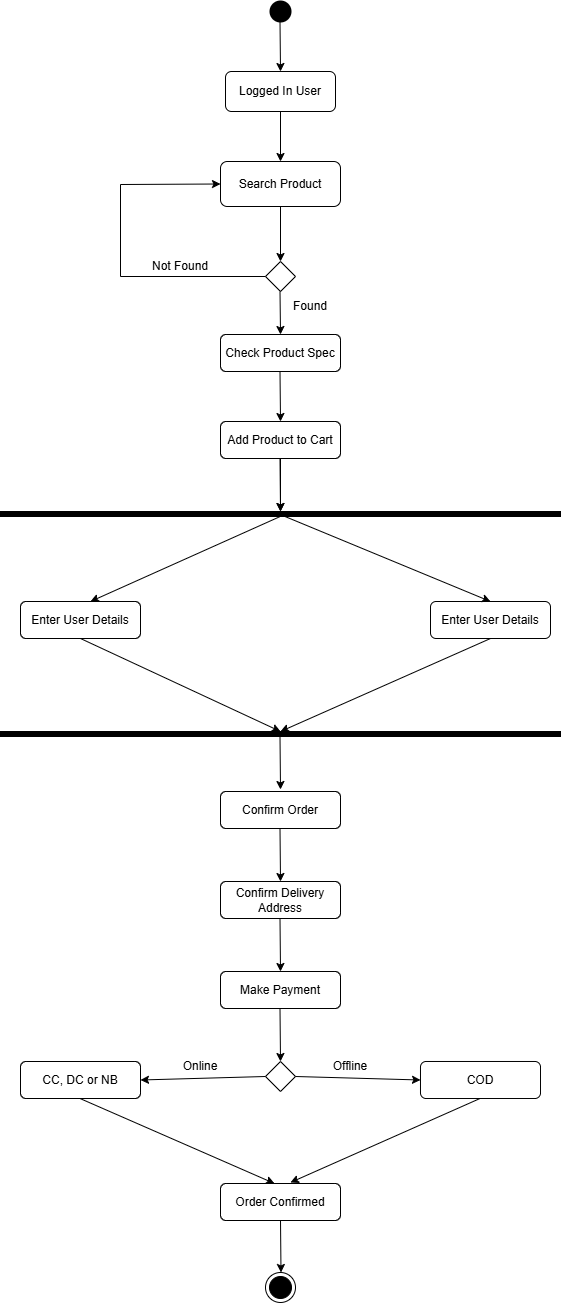 Logged In User
Search Product
Not Found
Found
Check Product Spec
Add Product to Cart
Enter User Details
Enter User Details
Confirm Order
Confirm Delivery
Address
Make Payment
Online
Offline
CC, DC or NB
COD
Order Confirmed